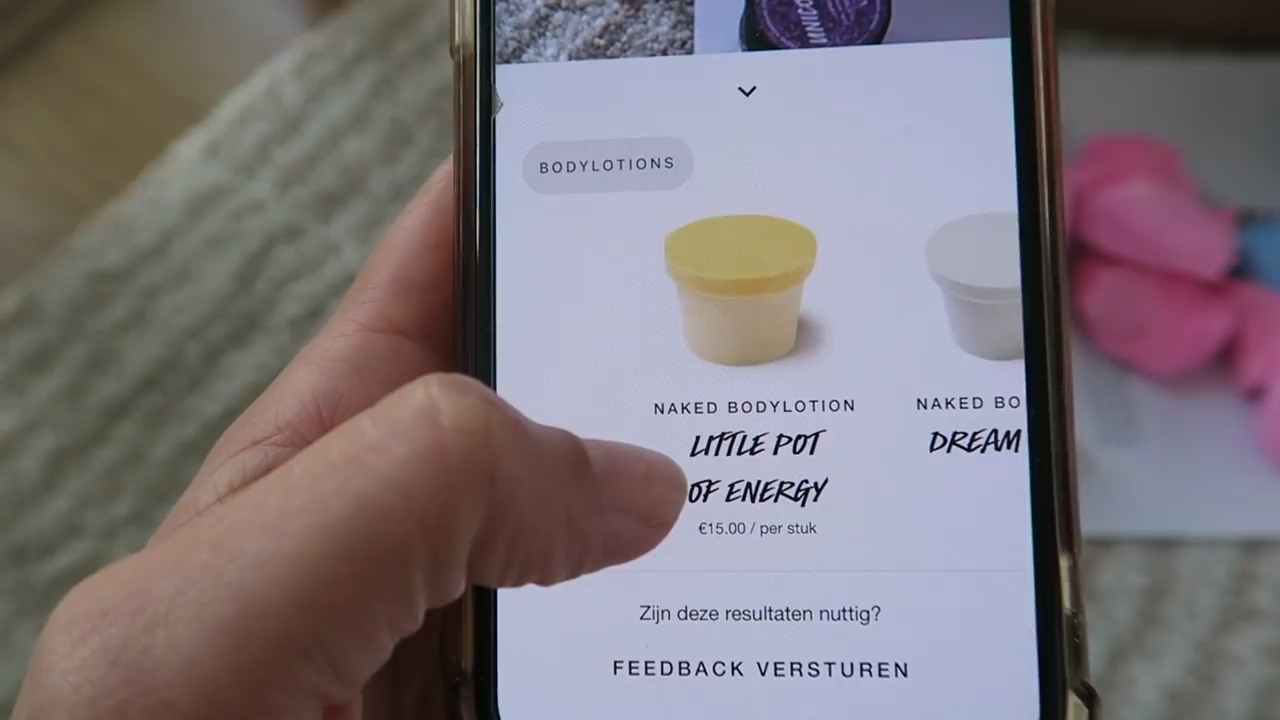 UNICO
BODYLOTIONS
NAKED BODYLOTION
LITTLE POT
OF ENERGY
€15.00 / per stuk
NAKED BO
DREAM
Zijn deze resultaten nuttig?
FEEDBACK VERSTUREN